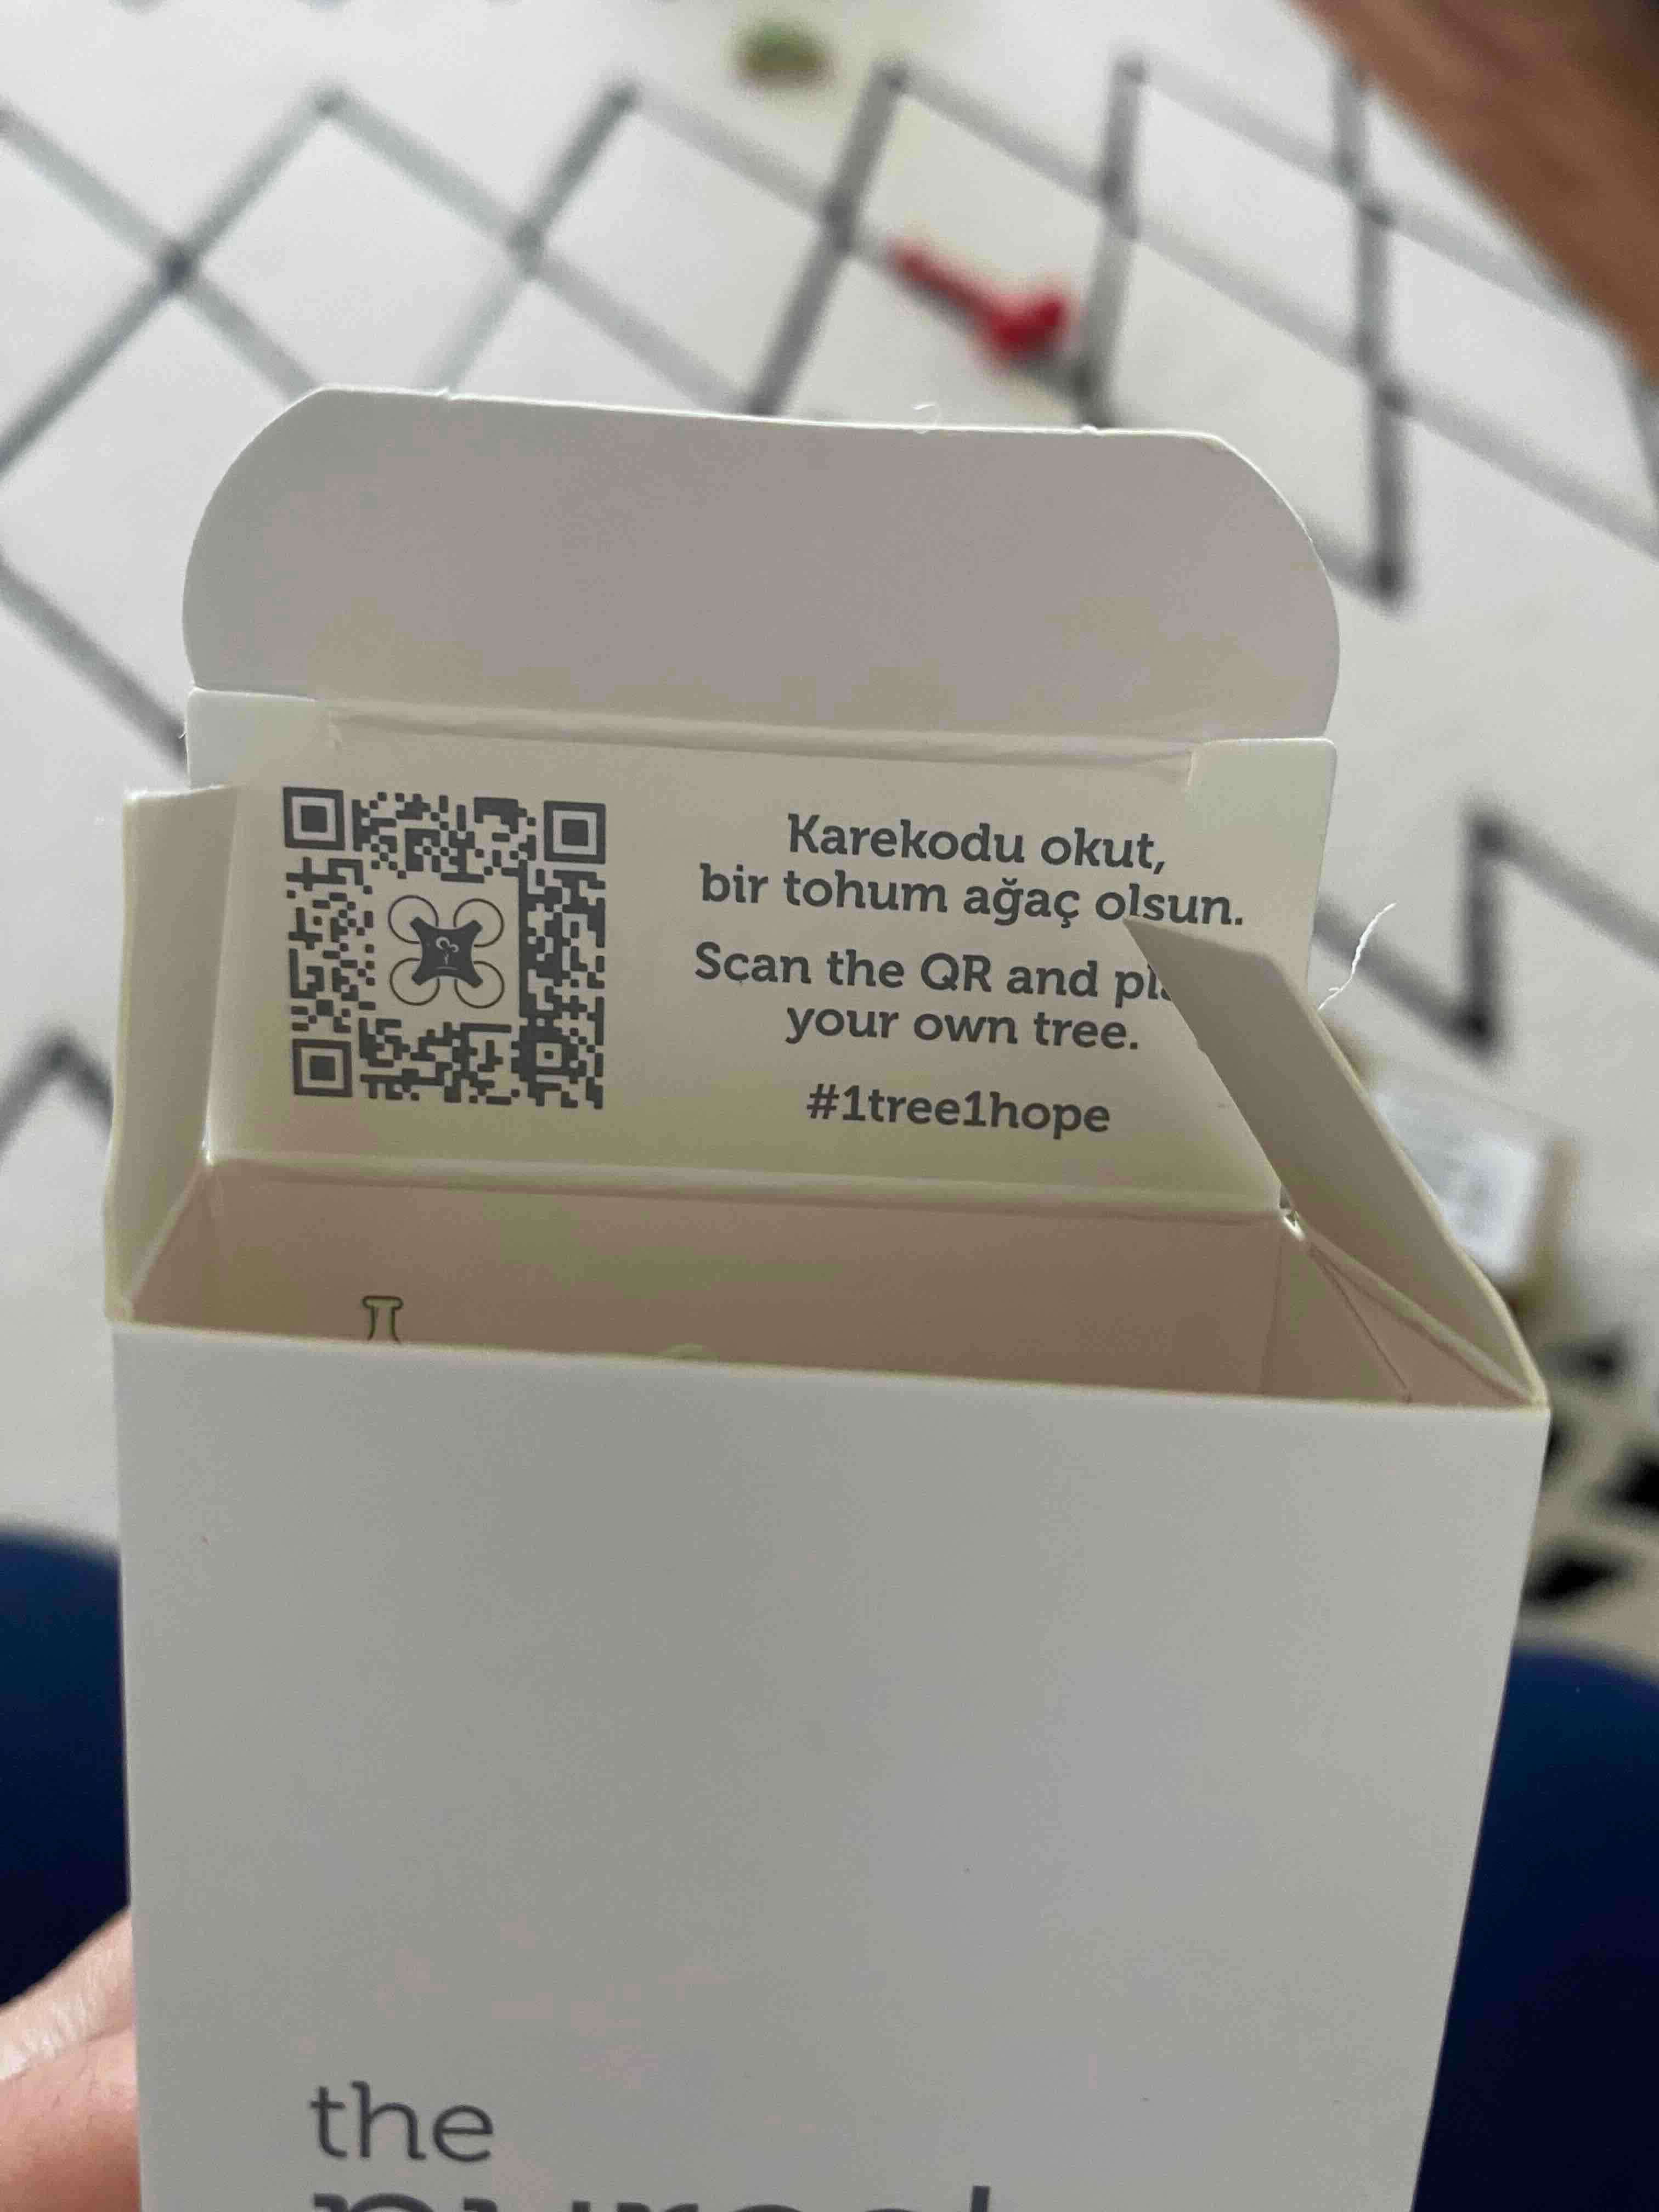 Karekodu okut,
bir tohum ağaç olsun.
Scan the QR and
your own tree.
#1tree1hope
the